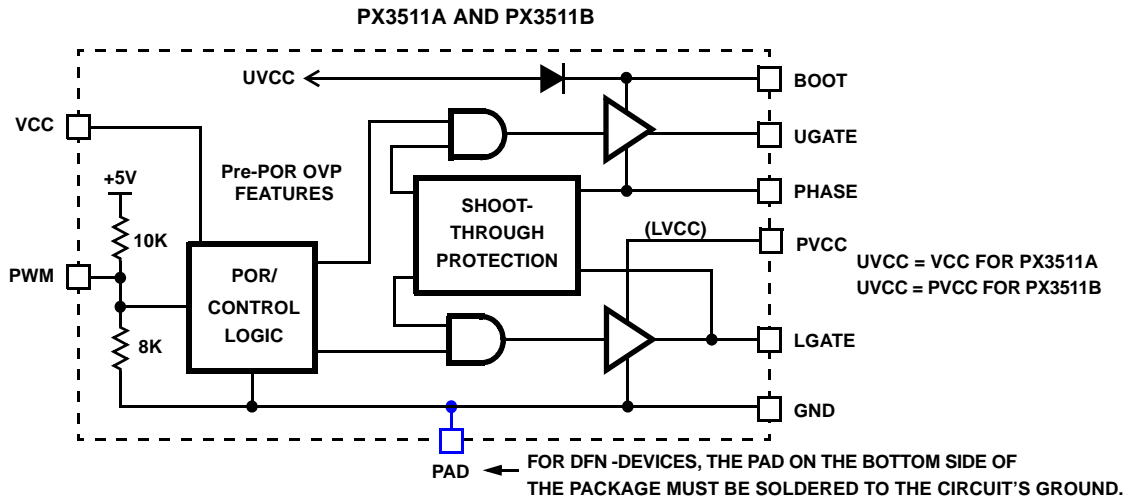 PX3511A AND PX3511B
UVCC
BOOT
VCC
UGATE
Pre-POR OVP
FEATURES
+5V
10K
PHASE
SHOOT-
THROUGH
PROTECTION
(LVCC)
PVCC
UVCC = VCC FOR PX3511A
UVCC = PVCC FOR PX3511B
PWM
POR/
CONTROL
LOGIC
8K
LGATE
GND
PAD
FOR DFN -DEVICES, THE PAD ON THE BOTTOM SIDE OF
THE PACKAGE MUST BE SOLDERED TO THE CIRCUIT'S GROUND.